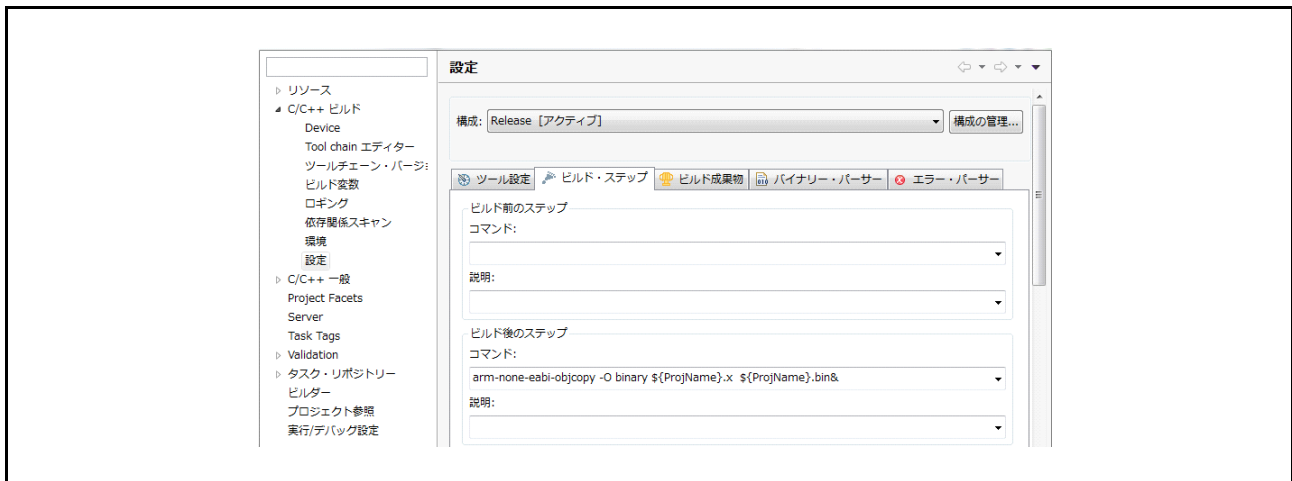 設定
リソース
C/C++ ビルド
Device
Tool chain エディター
ツールチェーン・バージ
ビルド変数
ロギング
依存関係スキャン
環境
設定
C/C++ 一般
Project Facets
Server
Task Tags
Validation
タスク・リポジトリー
ビルダー
プロジェクト参照
実行/デバッグ設定
構成: Release [アクティブ] 構成の管理...
ツール設定 ビルド・ステップ ビルド成果物 バイナリー・パーサー エラー・パーサー
ビルド前のステップ
コマンド:
説明:
ビルド後のステップ
コマンド:
arm-none-eabi-objcopy -O binary ${ProjName}.x ${ProjName}.bin&
説明: